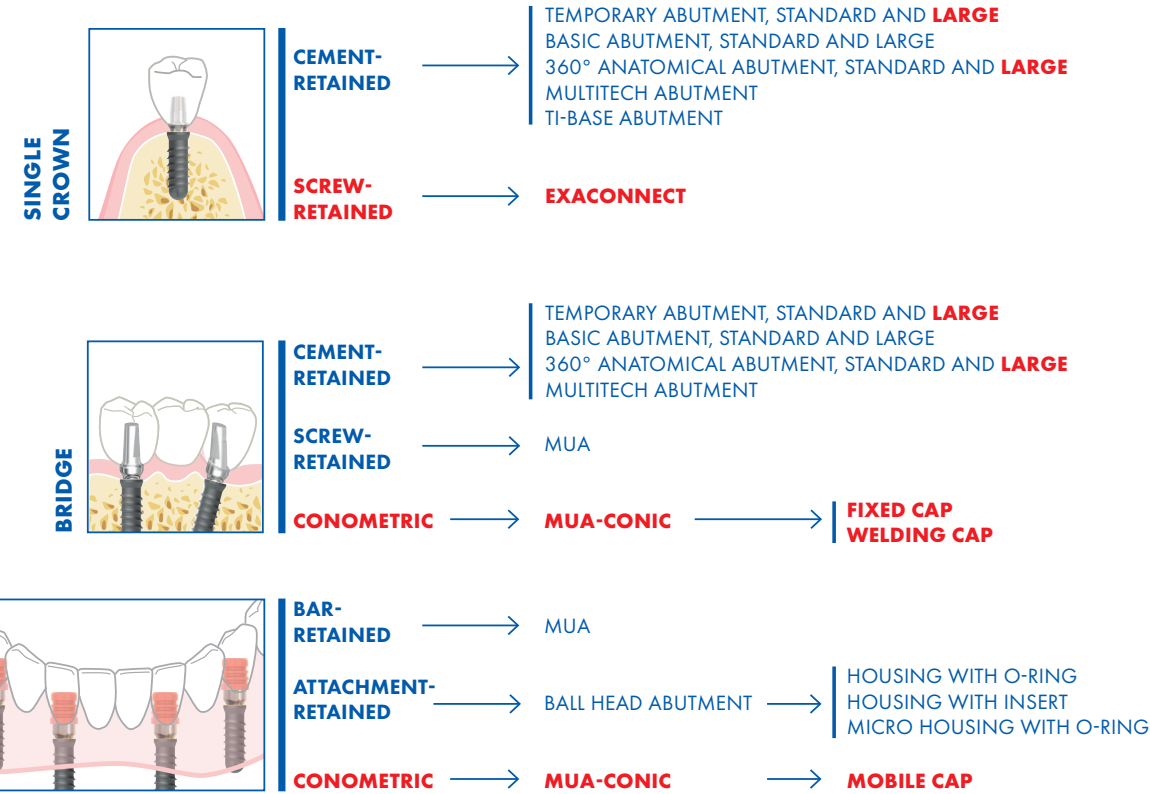 SINGLE
CROWN
CEMENT-
RETAINED
TEMPORARY ABUTMENT, STANDARD AND LARGE
BASIC ABUTMENT, STANDARD AND LARGE
360° ANATOMICAL ABUTMENT, STANDARD AND LARGE
MULTITECH ABUTMENT
TI-BASE ABUTMENT
SCREW-
RETAINED
EXACONNECT
BRIDGE
CEMENT-
RETAINED
TEMPORARY ABUTMENT, STANDARD AND LARGE
BASIC ABUTMENT, STANDARD AND LARGE
360° ANATOMICAL ABUTMENT, STANDARD AND LARGE
MULTITECH ABUTMENT
SCREW-
RETAINED
MUA
CONOMETRIC
MUA-CONIC
FIXED CAP
WELDING CAP
BAR-
RETAINED
MUA
ATTACHMENT-
RETAINED
BALL HEAD ABUTMENT
HOUSING WITH O-RING
HOUSING WITH INSERT
MICRO HOUSING WITH O-RING
CONOMETRIC
MUA-CONIC
MOBILE CAP